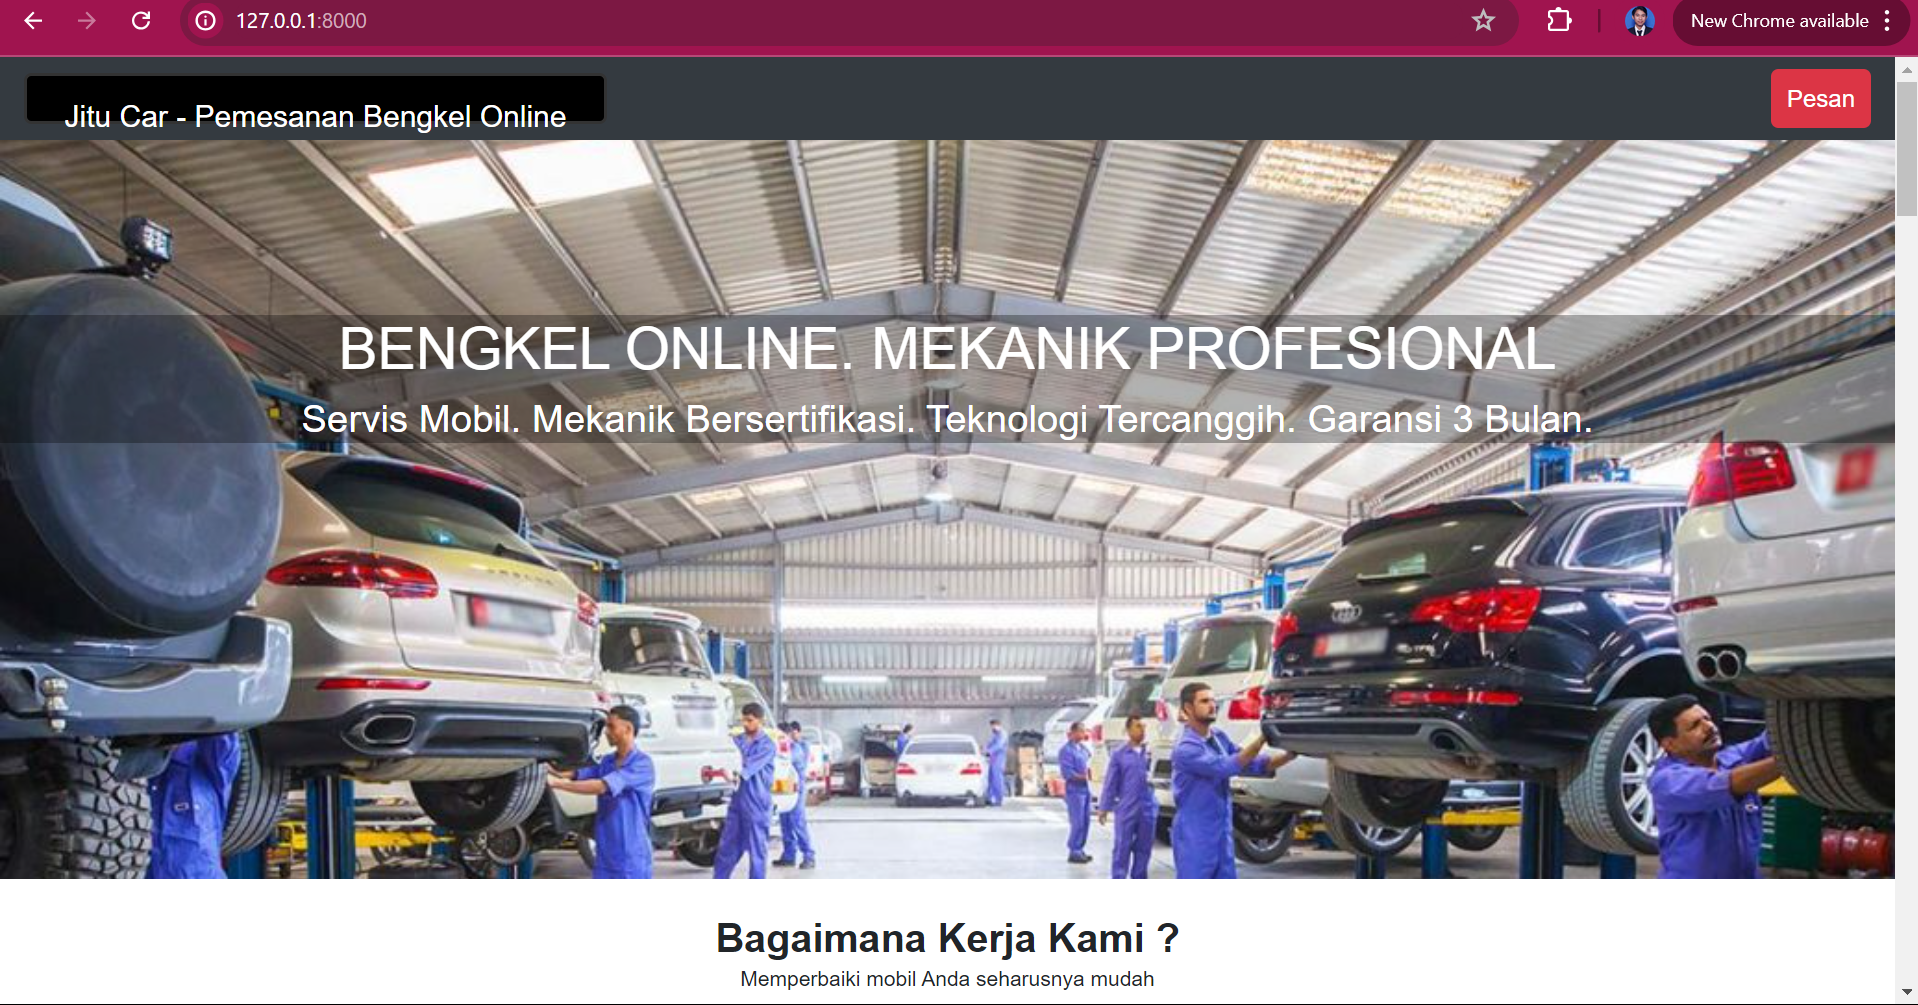 127.0.0.1:8000
New Chrome available
Jitu Car - Pemesanan Bengkel Online
Pesan
BENGKEL ONLINE. MEKANIK PROFESIONAL
Servis Mobil. Mekanik Bersertifikasi. Teknologi Tercanggih. Garansi 3 Bulan.
Bagaimana Kerja Kami ?
Memperbaiki mobil Anda seharusnya mudah